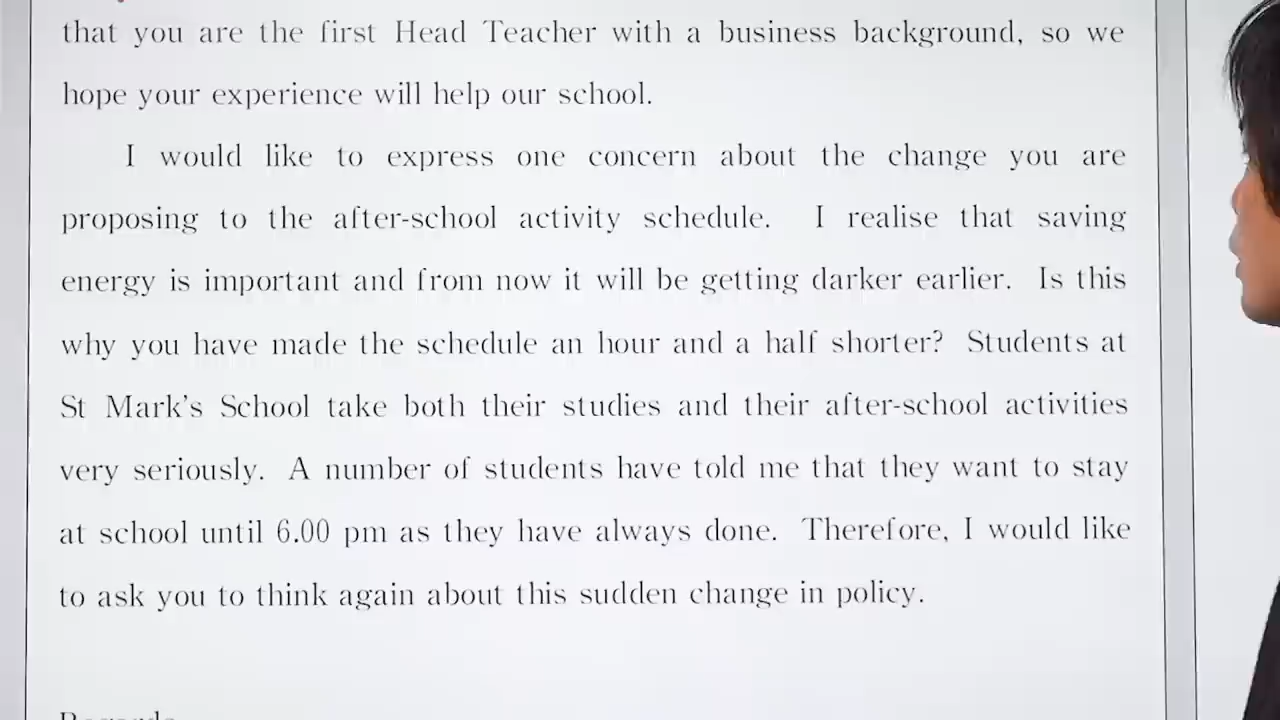 that you are the first Head Teacher with a business background, so we
hope your experience will help our school.
I would like to express one concern about the change you are
proposing to the after-school activity schedule. I realise that saving
energy is important and from now it will be getting darker earlier. Is this
why you have made the schedule an hour and a half shorter? Students at
St Mark's School take both their studies and their after-school activities
very seriously. A number of students have told me that they want to stay
at school until 6.00 pm as they have always done. Therefore, I would like
to ask you to think again about this sudden change in policy.
Regards